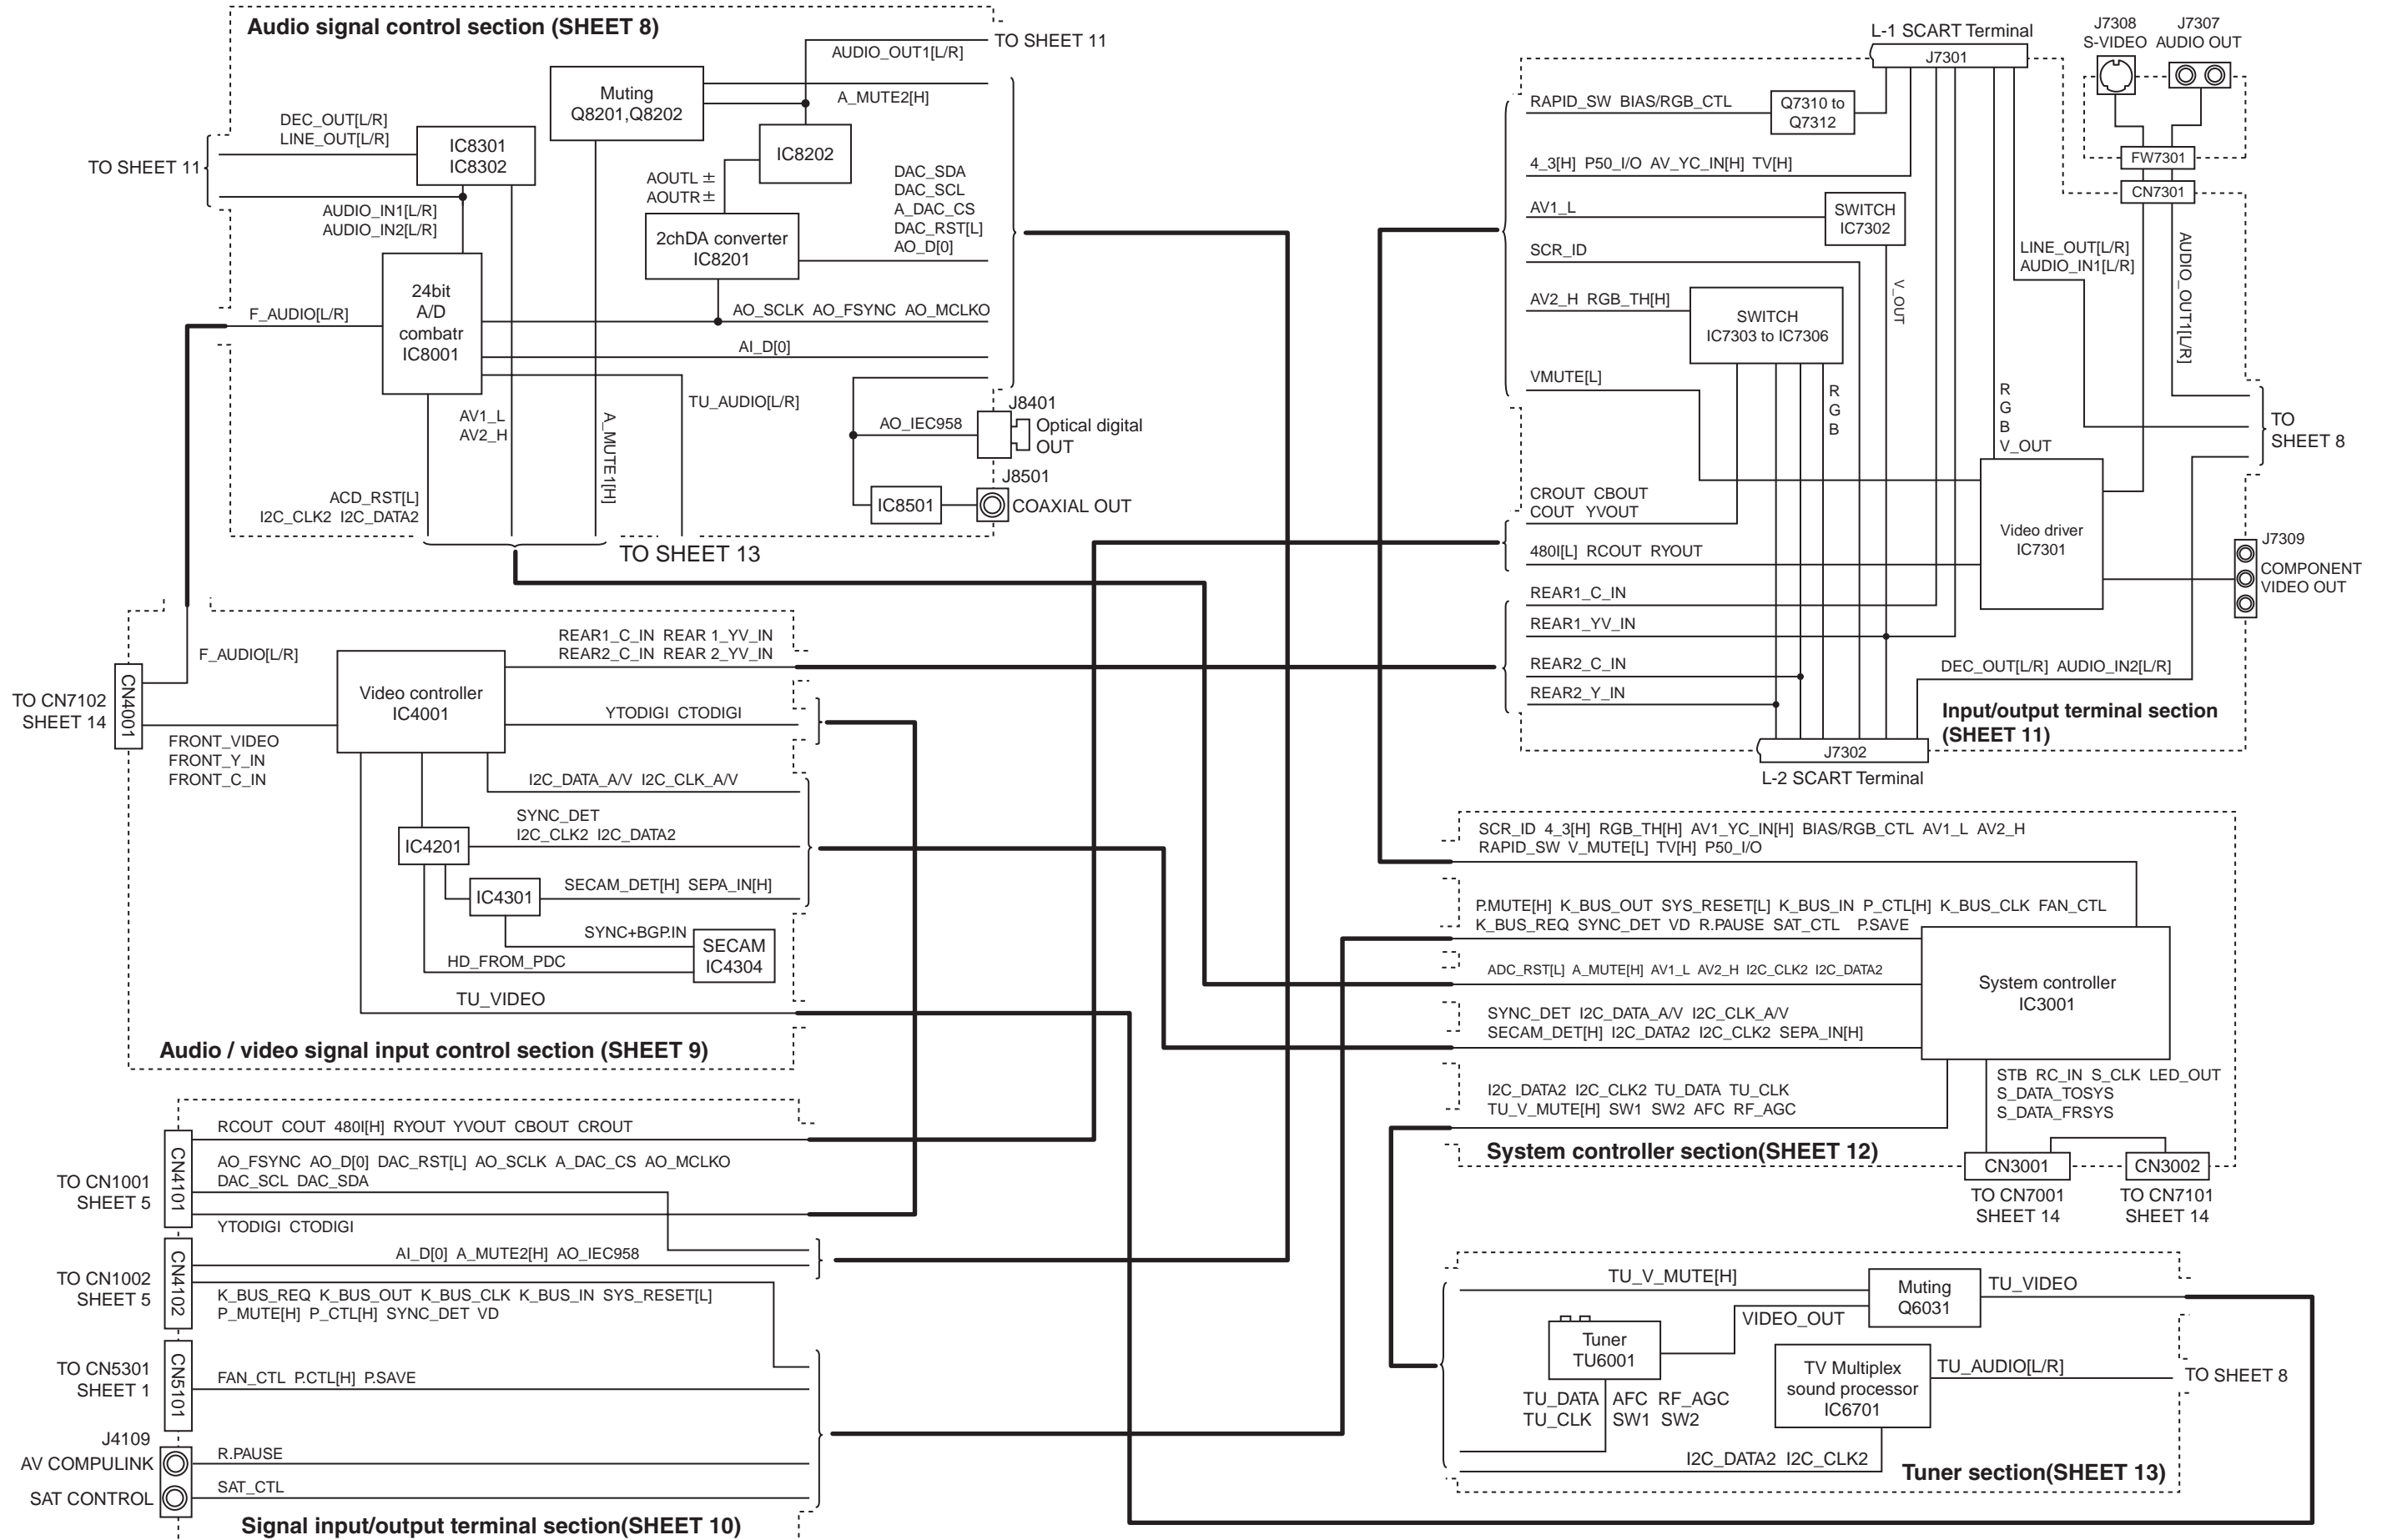 Audio signal control section (SHEET 8)
TO SHEET 11
AUDIO_OUT1[L/R]
Muting
Q8201,Q8202
A_MUTE2[H]
DEC_OUT[L/R]
LINE_OUT[L/R]
IC8301
IC8302
IC8202
TO SHEET 11
AOUTL ±
AOUTR ±
DAC_SDA
DAC_SCL
A_DAC_CS
DAC_RST[L]
AO_D[0]
AUDIO_IN1[L/R]
AUDIO_IN2[L/R]
2chDA converter
IC8201
24bit
A/D
combatr
IC8001
F_AUDIO[L/R]
AO_SCLK AO_FSYNC AO_MCLKO
AI_D[0]
TU_AUDIO[L/R]
AV1_L
AV2_H
A_MUTE1[H]
J8401
AO_IEC958
Optical digital
OUT
J8501
IC8501
COAXIAL OUT
ACD_RST[L]
I2C_CLK2 I2C_DATA2
TO SHEET 13
F_AUDIO[L/R]
CN4001
TO CN7102
SHEET 14
FRONT_VIDEO
FRONT_Y_IN
FRONT_C_IN
Video controller
IC4001
REAR1_C_IN REAR 1_YV_IN
REAR2_C_IN REAR 2_YV_IN
YTODIGI CTODIGI
I2C_DATA_A/V I2C_CLK_A/V
SYNC_DET
I2C_CLK2 I2C_DATA2
IC4201
IC4301
SECAM_DET[H] SEPA_IN[H]
SYNC+BGP.IN
SECAM
IC4304
HD_FROM_PDC
TU_VIDEO
Audio / video signal input control section (SHEET 9)
RCOUT COUT 480I[H] RYOUT YVOUT CBOUT CROUT
CN4101
TO CN1001
SHEET 5
AO_FSYNC AO_D[0] DAC_RST[L] AO_SCLK A_DAC_CS AO_MCLKO
DAC_SCL DAC_SDA
YTODIGI CTODIGI
AI_D[0] A_MUTE2[H] AO_IEC958
CN4102
TO CN1002
SHEET 5
K_BUS_REQ K_BUS_OUT K_BUS_CLK K_BUS_IN SYS_RESET[L]
P_MUTE[H] P_CTL[H] SYNC_DET VD
CN5101
TO CN5301
SHEET 1
FAN_CTL P.CTL[H] P.SAVE
J4109
AV COMPULINK
R.PAUSE
SAT CONTROL
SAT_CTL
Signal input/output terminal section(SHEET 10)
L-1 SCART Terminal
J7301
J7308
S-VIDEO
J7307
AUDIO OUT
RAPID_SW BIAS/RGB_CTL
Q7310 to
Q7312
FW7301
CN7301
4_3[H] P50_I/O AV_YC_IN[H] TV[H]
AV1_L
SWITCH
IC7302
SCR_ID
LINE_OUT[L/R]
AUDIO_IN1[L/R]
AUDIO_OUT1[L/R]
V_OUT
AV2_H RGB_TH[H]
SWITCH
IC7303 to IC7306
VMUTE[L]
R
G
B
R
G
B
V_OUT
TO
SHEET 8
CROUT CBOUT
COUT YVOUT
480I[L] RCOUT RYOUT
Video driver
IC7301
J7309
COMPONENT
VIDEO OUT
REAR1_C_IN
REAR1_YV_IN
REAR2_C_IN
REAR2_Y_IN
DEC_OUT[L/R] AUDIO_IN2[L/R]
Input/output terminal section
(SHEET 11)
J7302
L-2 SCART Terminal
SCR_ID 4_3[H] RGB_TH[H] AV1_YC_IN[H] BIAS/RGB_CTL AV1_L AV2_H
RAPID_SW V_MUTE[L] TV[H] P50_I/O
P.MUTE[H] K_BUS_OUT SYS_RESET[L] K_BUS_IN P_CTL[H] K_BUS_CLK FAN_CTL
K_BUS_REQ SYNC_DET VD R.PAUSE SAT_CTL P.SAVE
ADC_RST[L] A_MUTE[H] AV1_L AV2_H I2C_CLK2 I2C_DATA2
System controller
IC3001
SYNC_DET I2C_DATA_A/V I2C_CLK_A/V
SECAM_DET[H] I2C_DATA2 I2C_CLK2 SEPA_IN[H]
I2C_DATA2 I2C_CLK2 TU_DATA TU_CLK
TU_V_MUTE[H] SW1 SW2 AFC RF_AGC
STB RC_IN S_CLK LED_OUT
S_DATA_TOSYS
S_DATA_FRSYS
System controller section(SHEET 12)
CN3001
CN3002
TO CN7001
SHEET 14
TO CN7101
SHEET 14
TU_V_MUTE[H]
Muting
Q6031
TU_VIDEO
VIDEO_OUT
Tuner
TU6001
TV Multiplex
sound processor
IC6701
TU_AUDIO[L/R]
TO SHEET 8
TU_DATA
TU_CLK
AFC RF_AGC
SW1 SW2
I2C_DATA2 I2C_CLK2
Tuner section(SHEET 13)